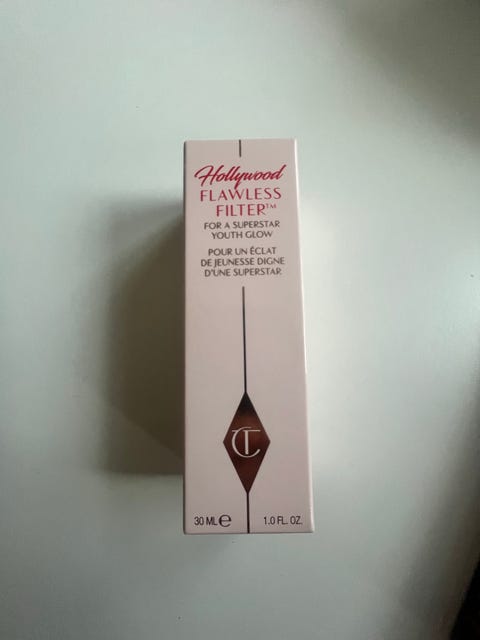 Hollywood
FLAWLESS
FILTER™
FOR A SUPERSTAR
YOUTH GLOW
POUR UN ÉCLAT
DE JEUNESSE DIGNE
D'UNE SUPERSTAR
CT
30 ML℮ 1.0 FL. OZ.